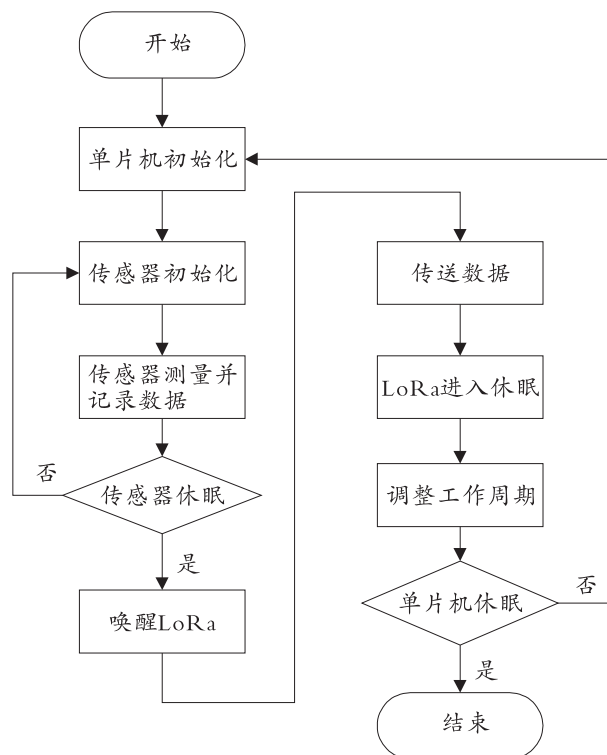 开始
单片机初始化
传感器初始化
传感器测量并
记录数据
否
传感器休眠
是
唤醒LoRa
传送数据
LoRa进入休眠
调整工作周期
单片机休眠
否
是
结束